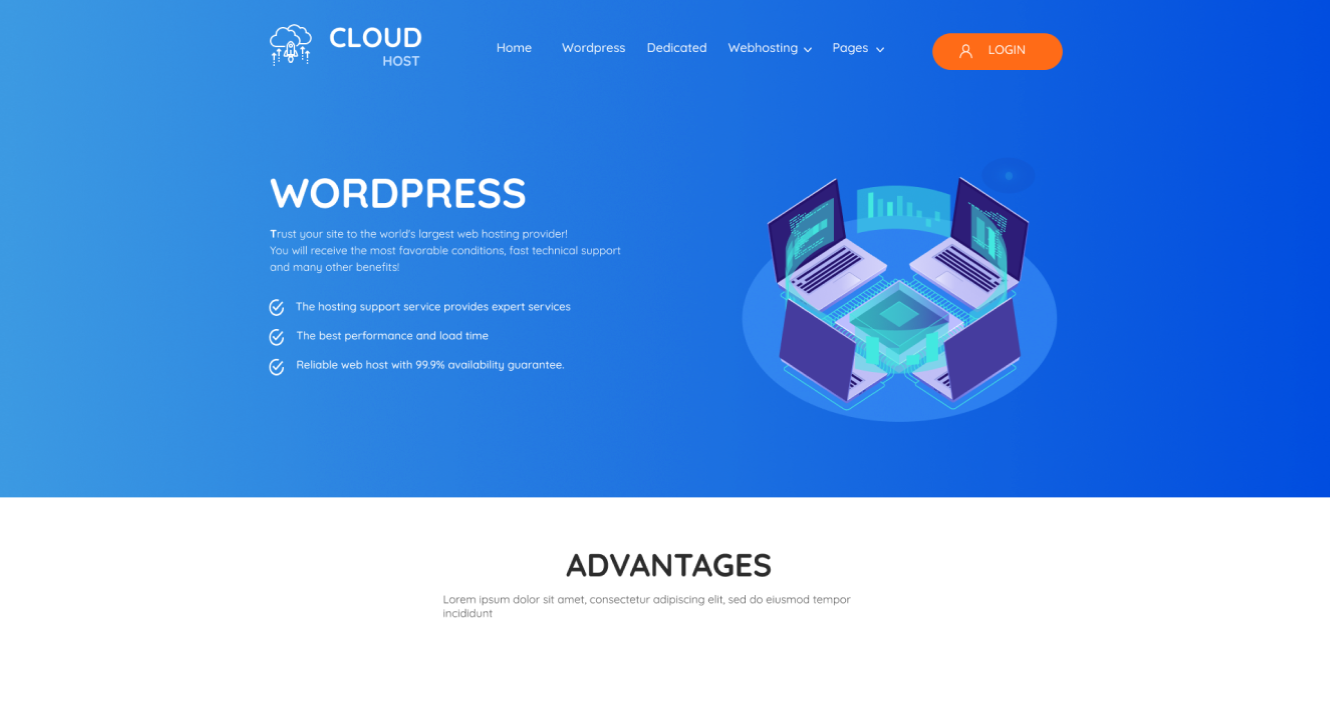 CLOUD
HOST
Home Wordpress Dedicated Webhosting Pages LOGIN
WORDPRESS
Trust your site to the world's largest web hosting provider!
You will receive the most favorable conditions, fast technical support
and many other benefits!
The hosting support service provides expert services
The best performance and load time
Reliable web host with 99.9% availability guarantee.
ADVANTAGES
Lorem ipsum dolor sit amet, consectetur adipiscing elit, sed do eiusmod tempor
incididunt